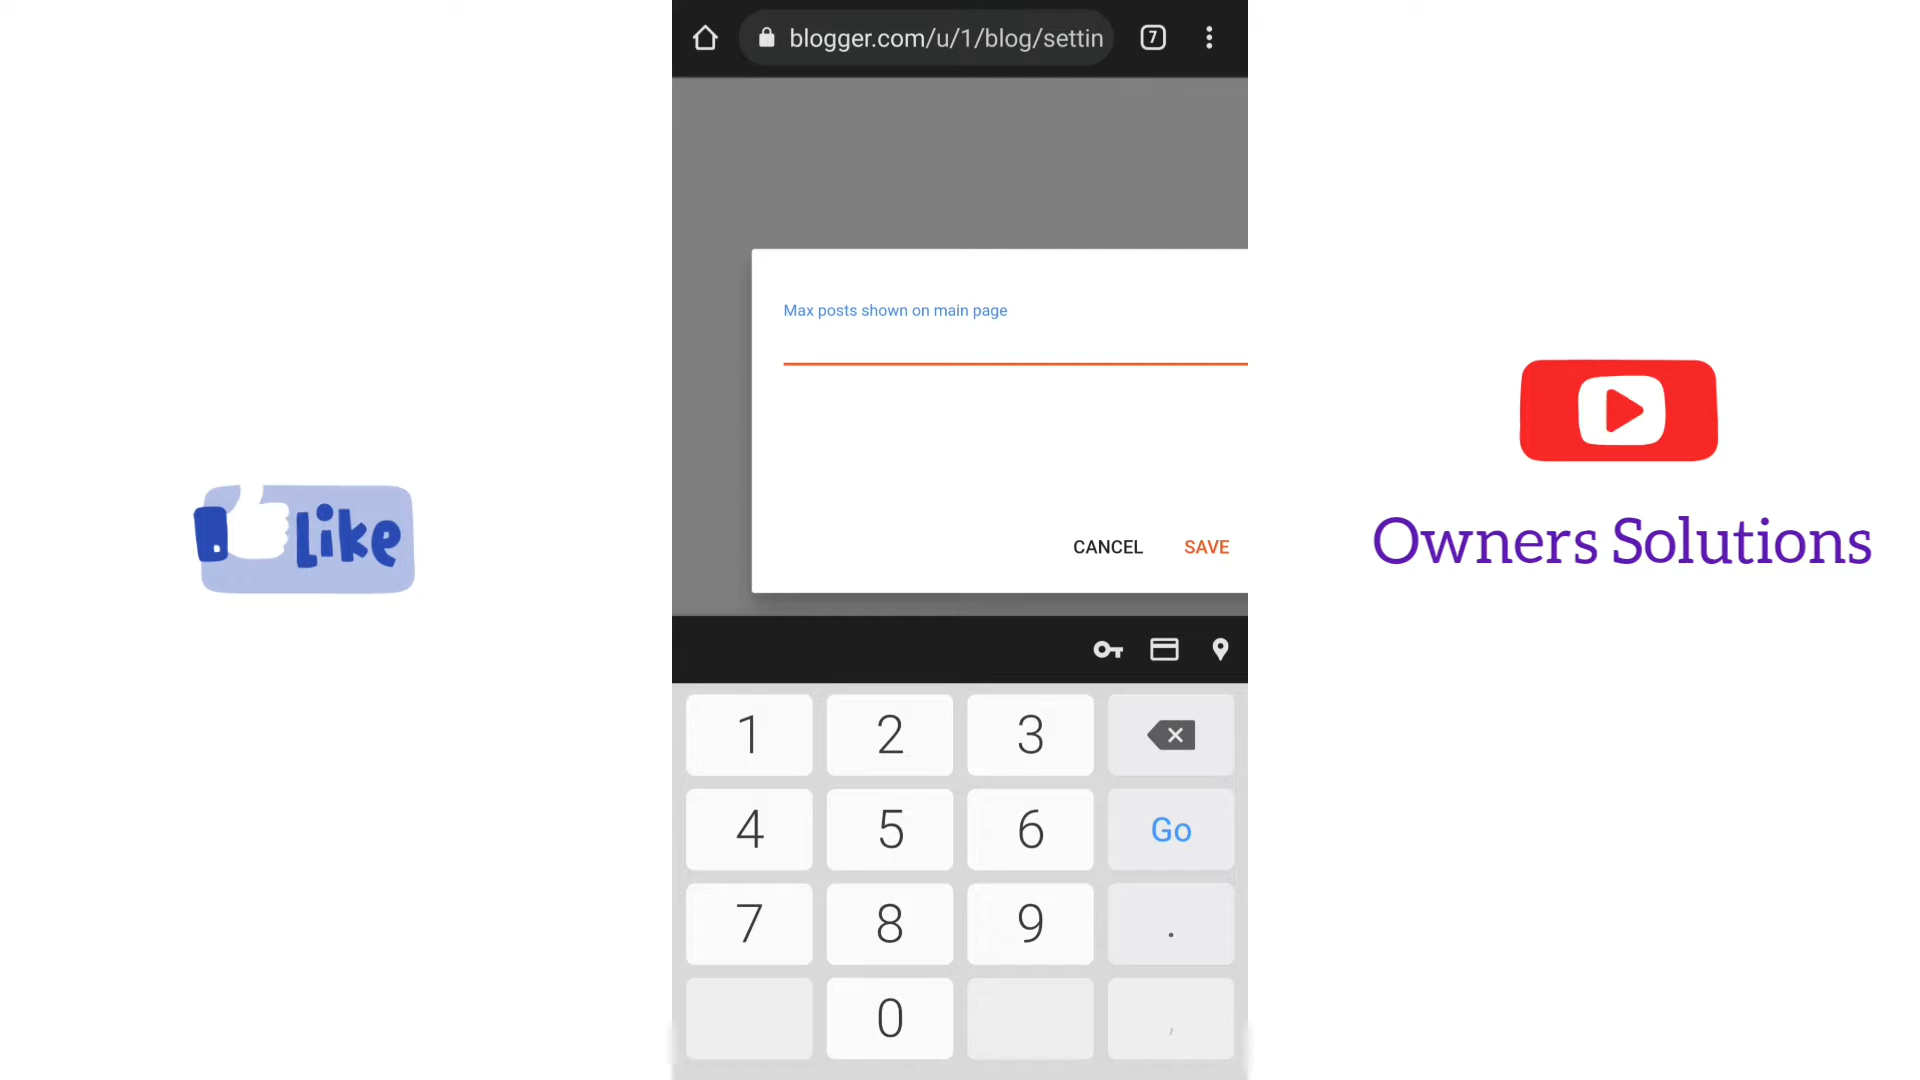 blogger.com/u/1/blog/settin
7
Max posts shown on main page
CANCEL SAVE
Like
Owners Solutions
1 2 3
4 5 6 Go
7 8 9 .
0 ,